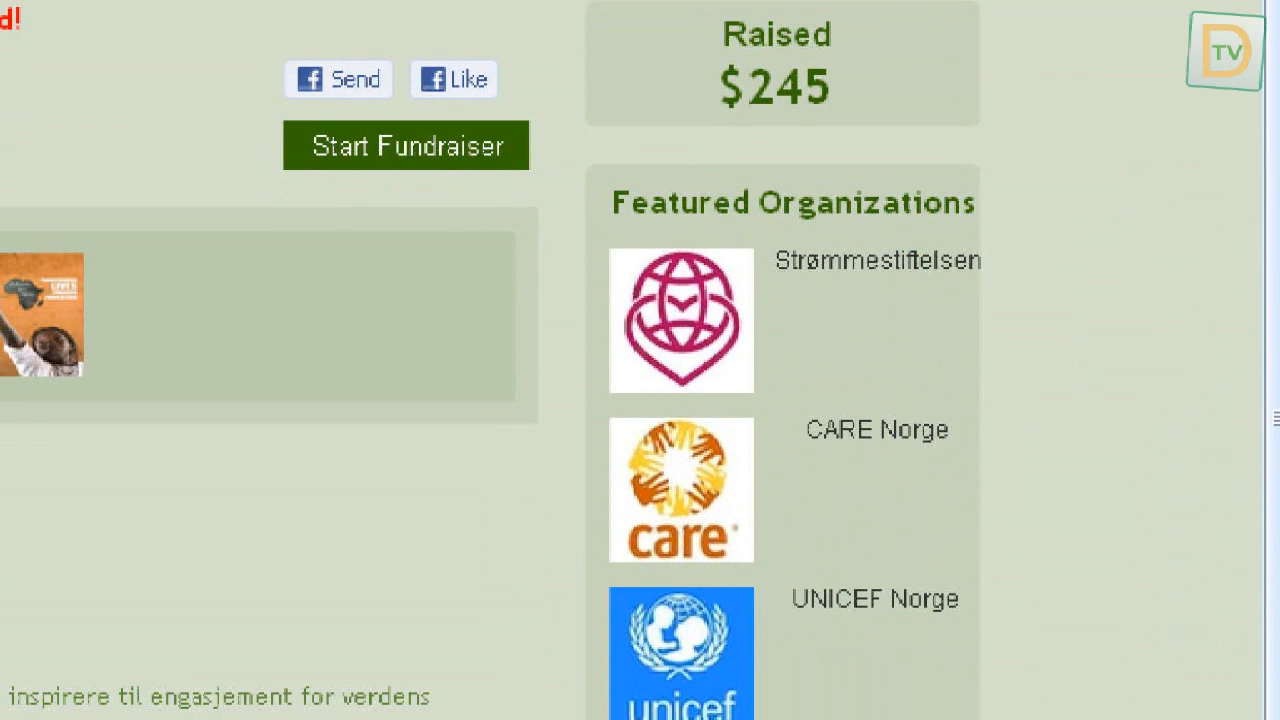 d!
Send
Like
Start Fundraiser
Raised
$245
Featured Organizations
Strømmestiftelsen
CARE Norge
care
UNICEF Norge
unicef
inspirere til engasjement for verdens
D
TV